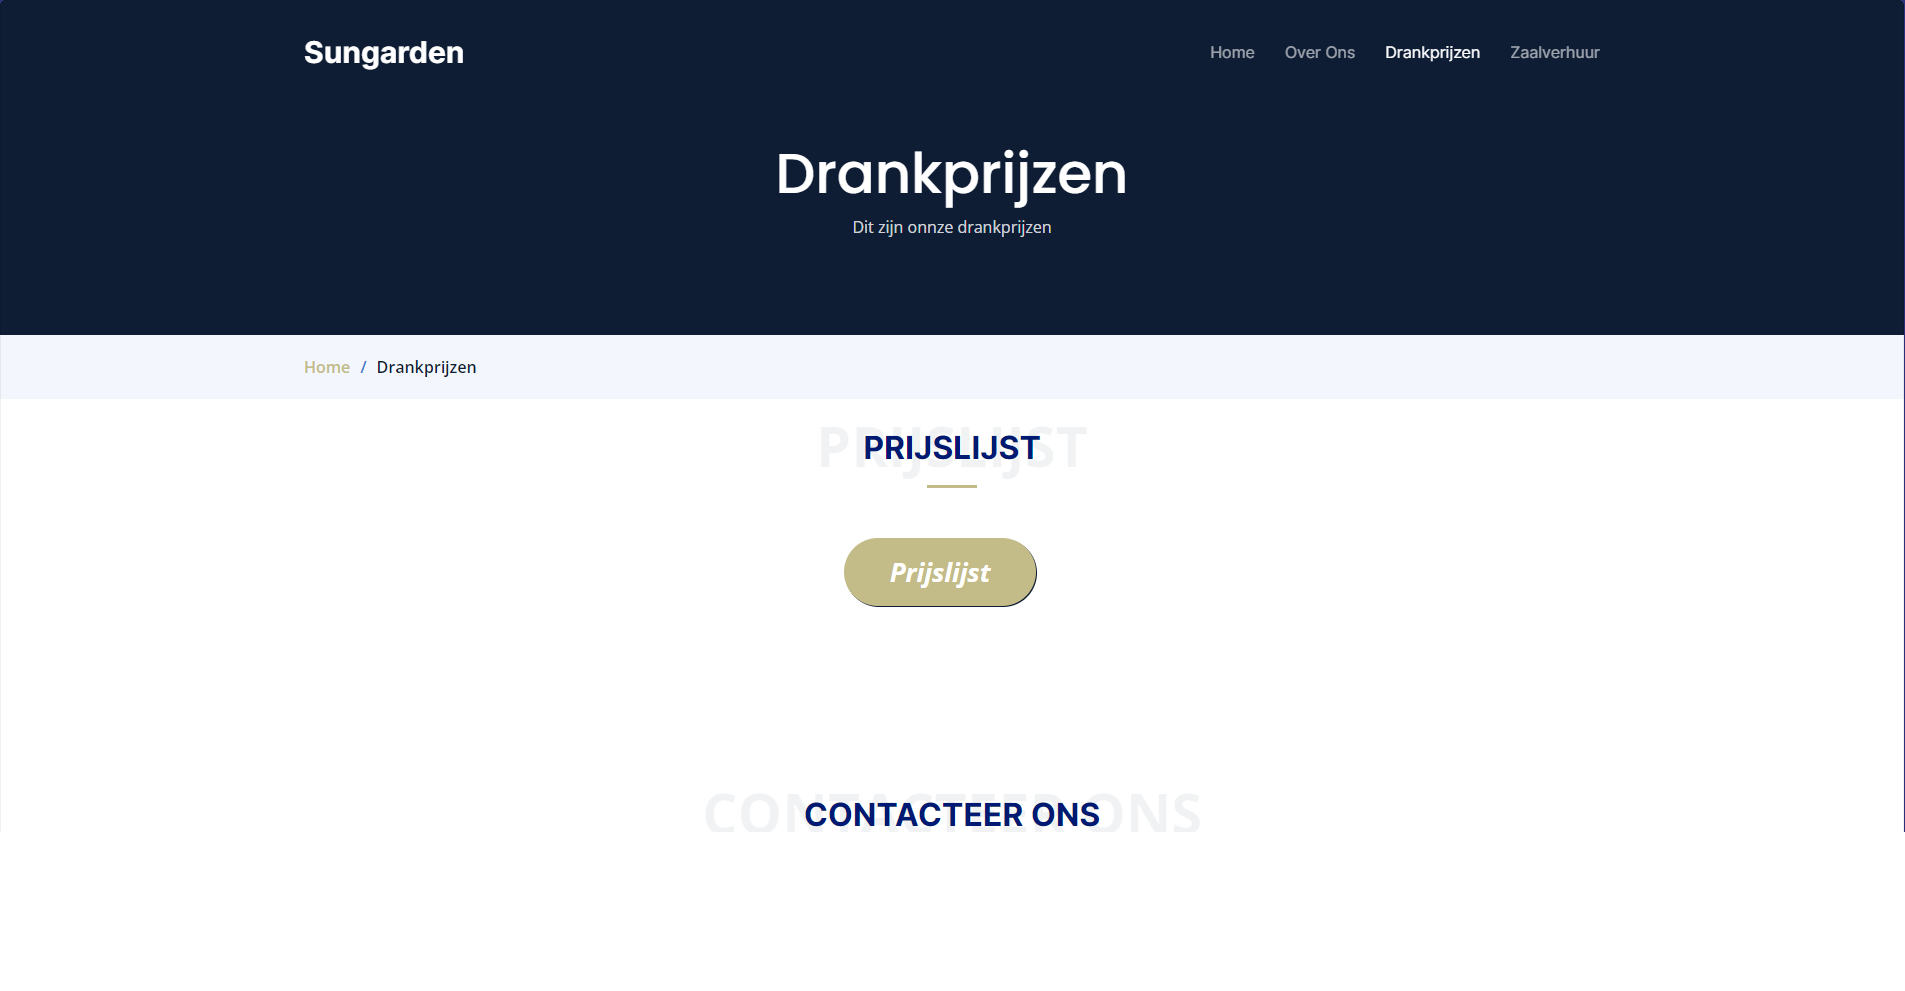 Sungarden
Home Over Ons Drankprijzen Zaalverhuur
Drankprijzen
Dit zijn onnze drankprijzen
Home / Drankprijzen
PRIJSLIJST
PRIJSLIJST
Prijslijst
CONTACTEER ONS
CONTACTEER ONS